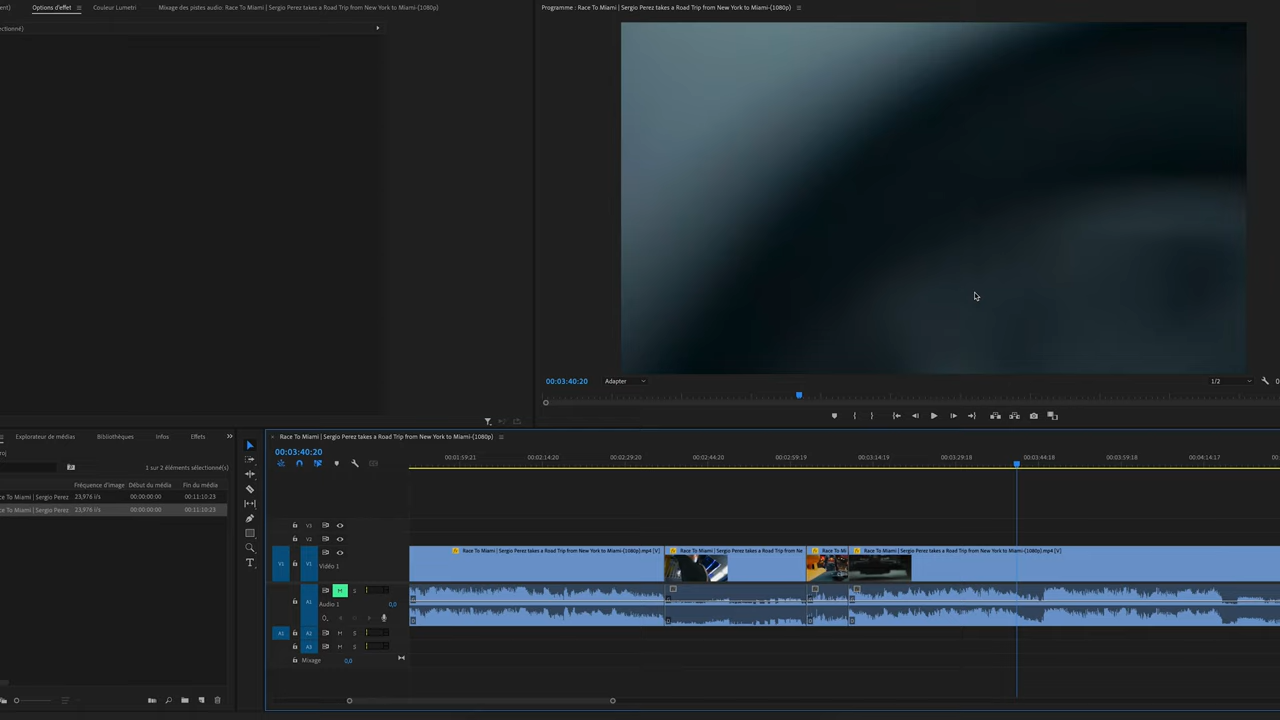 Options d'effet
Couleur Lumetri
Mixage des pistes audio: Race To Miami | Sergio Perez takes a Road Trip from New York to Miami-(1080p)
Programme : Race To Miami | Sergio Perez takes a Road Trip from New York to Miami-(1080p)
ectionné)
00:03:40:20
Adapter
1/2
Explorateur de médias
Bibliothèques
Infos
Effets
Race To Miami | Sergio Perez takes a Road Trip from New York to Miami-(1080p)
00:03:40:20
1 sur 2 éléments sélectionné(s)
Fréquence d'image
Début du média
Fin du média
ce To Miami | Sergio Perez
23,976 i/s
00:00:00:00
00:11:10:23
ce To Miami | Sergio Perez
23,976 i/s
00:00:00:00
00:11:10:23
00:01:59:21
00:02:14:20
00:02:29:20
00:02:44:20
00:02:59:19
00:03:14:19
00:03:29:18
00:03:44:18
00:03:59:18
00:04:14:17
V3
V2
V1
V1
Vidéo 1
Race To Miami | Sergio Perez takes a Road Trip from New York to Miami-(1080p).mp4 [V]
Race To Miami | Sergio Perez takes a Road Trip from Ne
Race To Mi
Race To Miami | Sergio Perez takes a Road Trip from New York to Miami-(1080p).mp4 [V]
A1
M
S
Audio 1
0,0
A1
A2
M
S
A3
M
S
Mixage
0,0